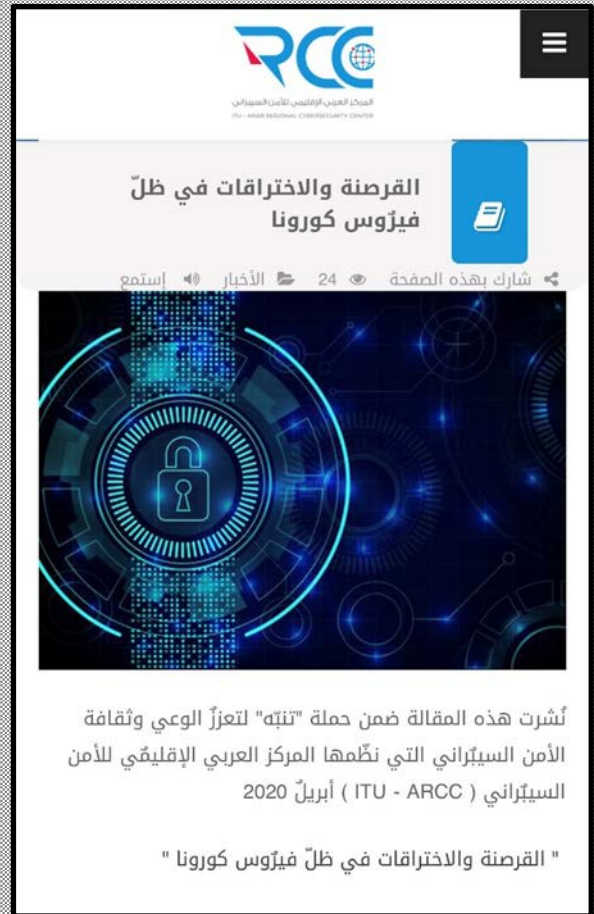 RCC
المركز العربي الإقليمي للأمن السيبراني
ITU - ARAB REGIONAL CYBERSECURITY CENTER
القرصنة والاختراقات في ظلّ
فيرٌوس كورونا
شارك بهذه الصفحة 24 الأخبار إستمع
نُشرت هذه المقالة ضمن حملة "تنبّه" لتعززٌ الوعي وثقافة
الأمن السيبٌراني التي نظّمها المركز العربي الإقليمٌي للأمن
السيبٌراني ( ITU - ARCC ) أبريلٌ 2020
" القرصنة والاختراقات في ظلّ فيرٌوس كورونا "